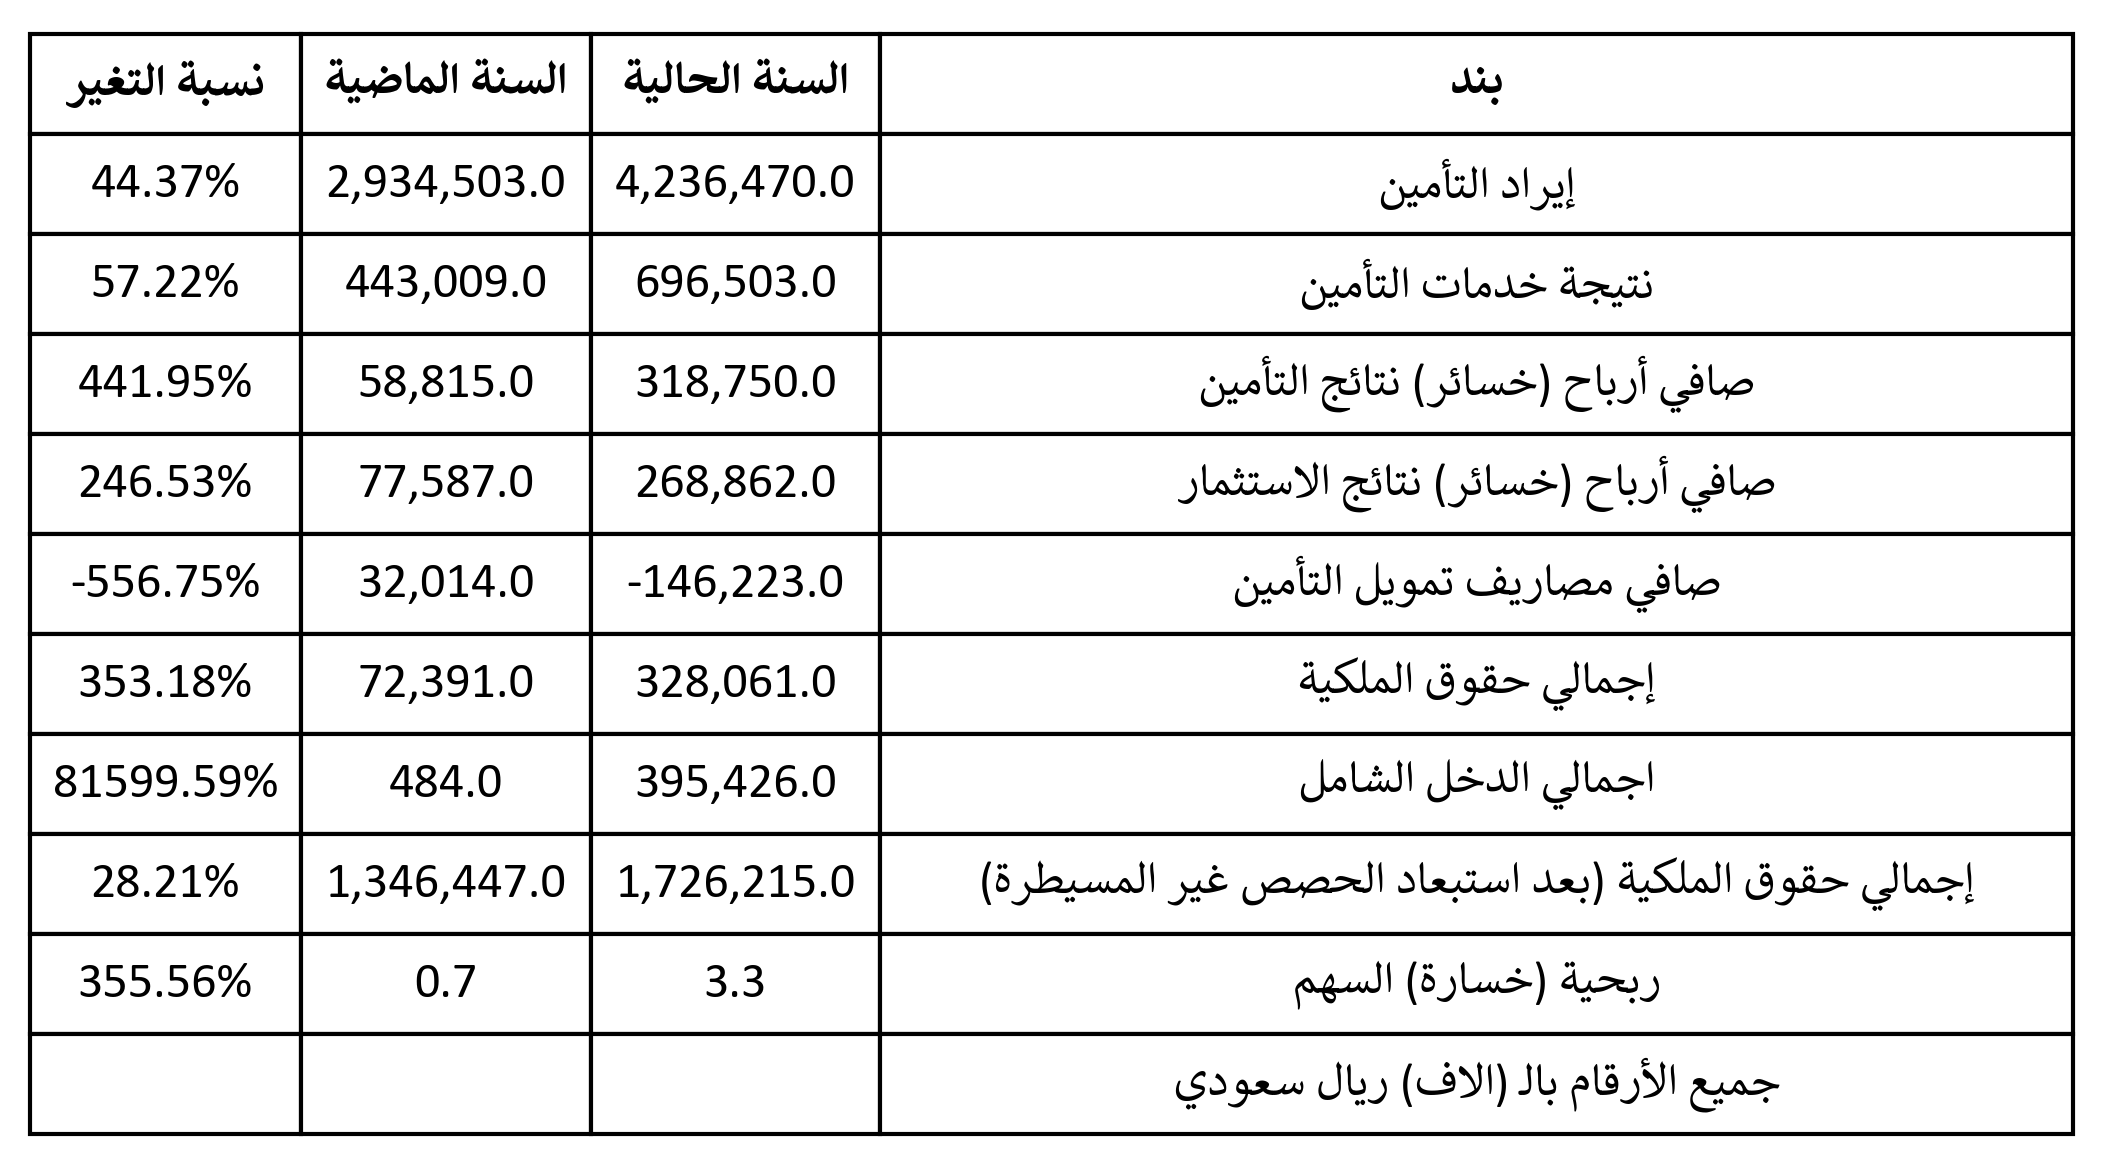 بند السنة الحالية السنة الماضية نسبة التغير
إيراد التأمين 4,236,470.0 2,934,503.0 44.37%
نتيجة خدمات التأمين 696,503.0 443,009.0 57.22%
صافي أرباح (خسائر) نتائج التأمين 318,750.0 58,815.0 441.95%
صافي أرباح (خسائر) نتائج الاستثمار 268,862.0 77,587.0 246.53%
صافي مصاريف تمويل التأمين -146,223.0 32,014.0 -556.75%
إجمالي حقوق الملكية 328,061.0 72,391.0 353.18%
اجمالي الدخل الشامل 395,426.0 484.0 81599.59%
إجمالي حقوق الملكية (بعد استبعاد الحصص غير المسيطرة) 1,726,215.0 1,346,447.0 28.21%
ربحية (خسارة) السهم 3.3 0.7 355.56%
جميع الأرقام بالـ (الاف) ريال سعودي